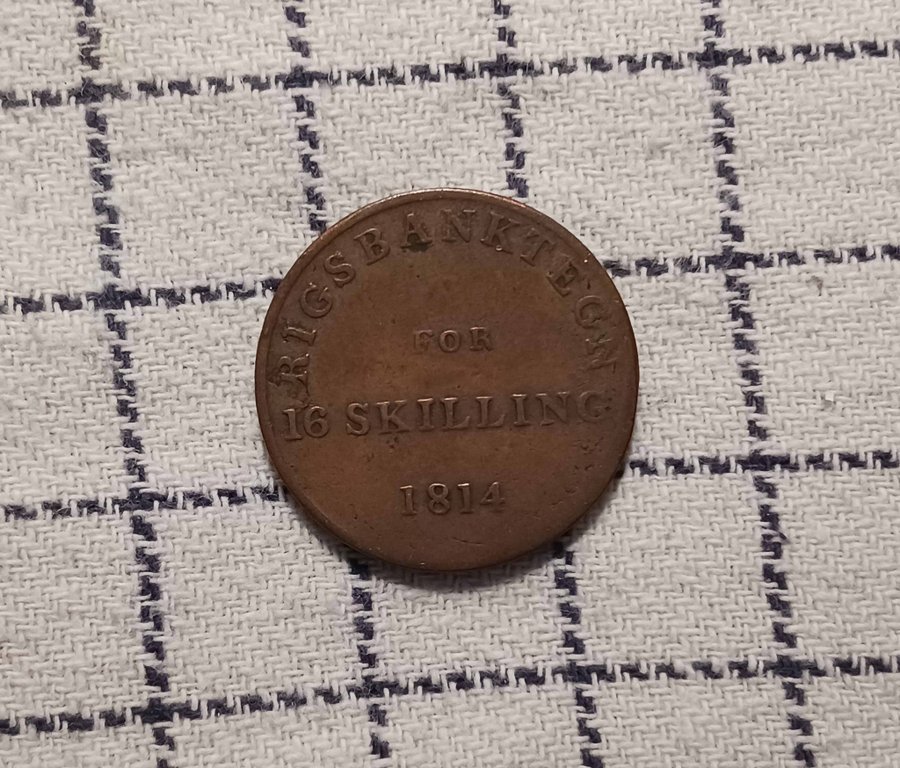 RIGSBANKTEGN
FOR
16 SKILLING
1814